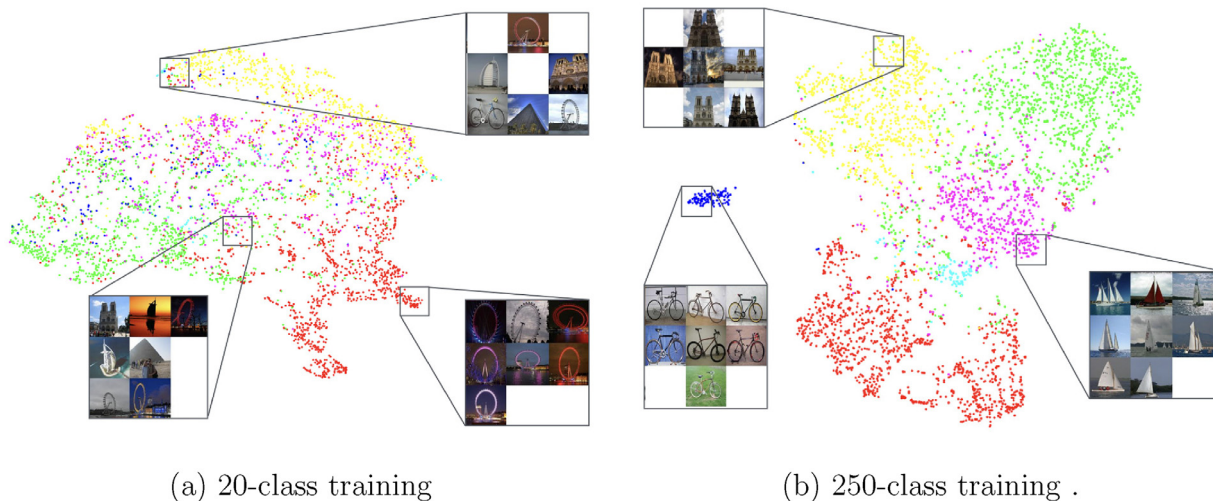 (a) 20-class training
(b) 250-class training .